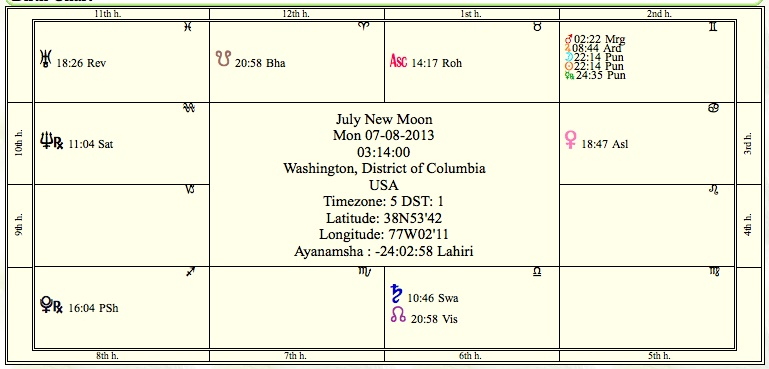 11th h.
12th h.
1st h.
2nd h.
♓
♈
♉
♊
18:26 Rev
20:58 Bha
Asc 14:17 Roh
02:22 Mrg
08:44 Ard
22:14 Pun
22:14 Pun
24:35 Pun
10th h.
♒
11:04 Sat
July New Moon
Mon 07-08-2013
03:14:00
Washington, District of Columbia
USA
Timezone: 5 DST: 1
Latitude: 38N53'42
Longitude: 77W02'11
Ayanamsha : -24:02:58 Lahiri
♋
18:47 Asl
3rd h.
9th h.
♑
♌
4th h.
♐
16:04 PSh
♏
♎
10:46 Swa
20:58 Vis
♍
8th h.
7th h.
6th h.
5th h.